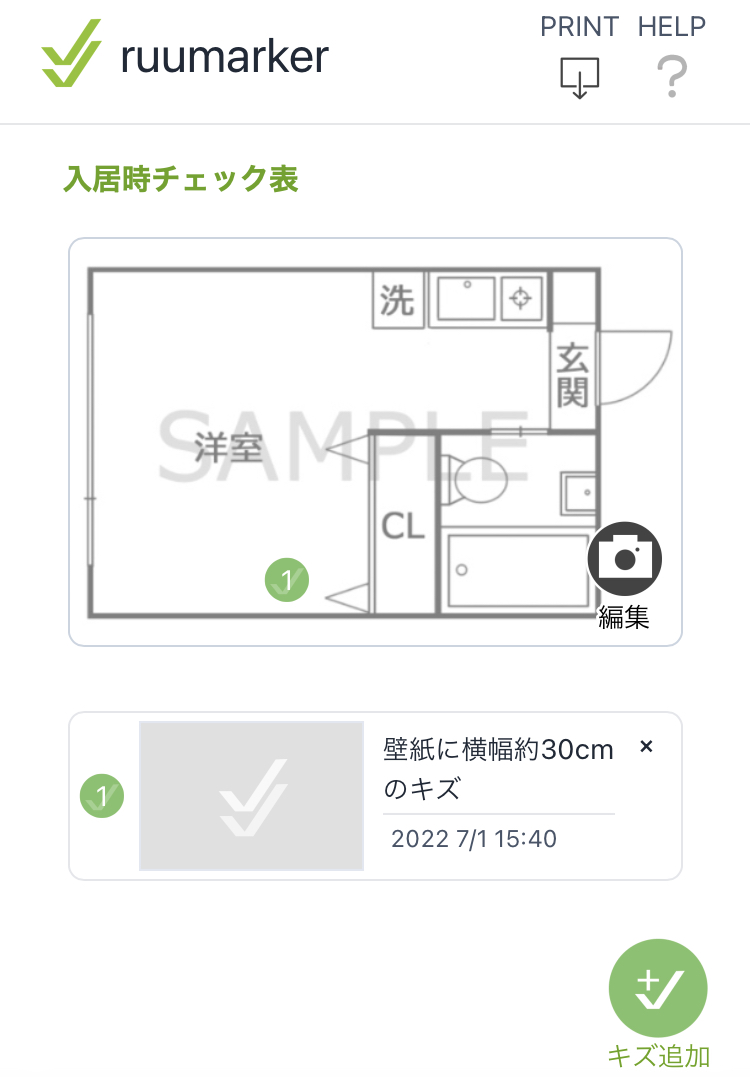 PRINT HELP
ruumarker
入居時チェック表
洗
玄関
SAMPLE
洋室
CL
1
編集
1
壁紙に横幅約30cm
のキズ
×
2022 7/1 15:40
キズ追加